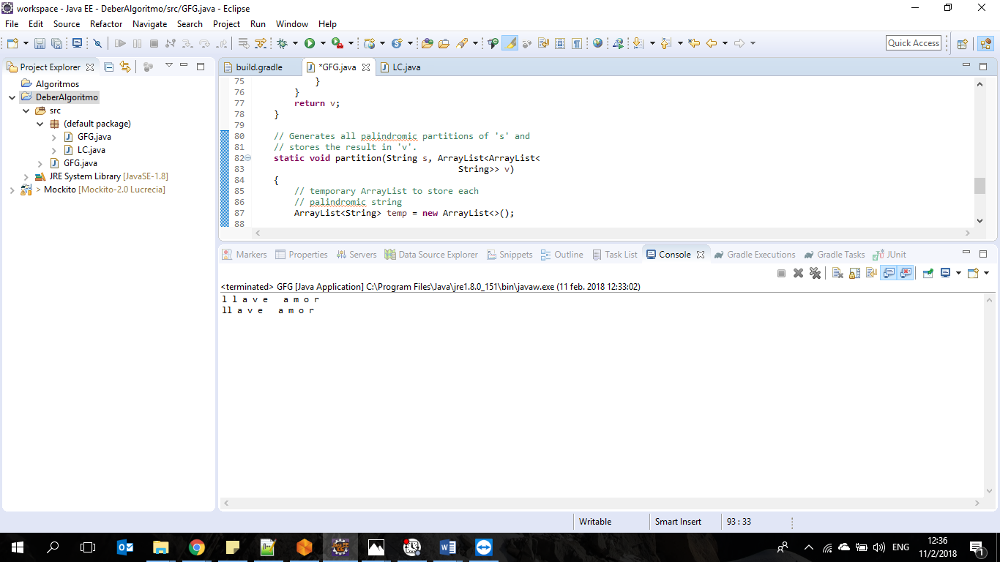 workspace - Java EE - DeberAlgoritmo/src/GFG.java - Eclipse
File Edit Source Refactor Navigate Search Project Run Window Help
Quick Access
Project Explorer
Algoritmos
DeberAlgoritmo
src
(default package)
GFG.java
LC.java
GFG.java
JRE System Library [JavaSE-1.8]
> Mockito [Mockito-2.0 Lucrecia]
build.gradle *GFG.java LC.java
75 }
76 }
77 return v;
78 }
79
80 // Generates all palindromic partitions of 's' and
81 // stores the result in 'v'.
82 static void partition(String s, ArrayList<ArrayList<
83 String>> v)
84 {
85 // temporary ArrayList to store each
86 // palindromic string
87 ArrayList<String> temp = new ArrayList<>();
88
Markers Properties Servers Data Source Explorer Snippets Outline Task List Console Gradle Executions Gradle Tasks JUnit
<terminated> GFG [Java Application] C:\Program Files\Java\jre1.8.0_151\bin\javaw.exe (11 feb. 2018 12:33:02)
l l a v e   a m o r
ll a v e   a m o r
Writable Smart Insert 93 : 33
ENG
12:36
11/2/2018
1